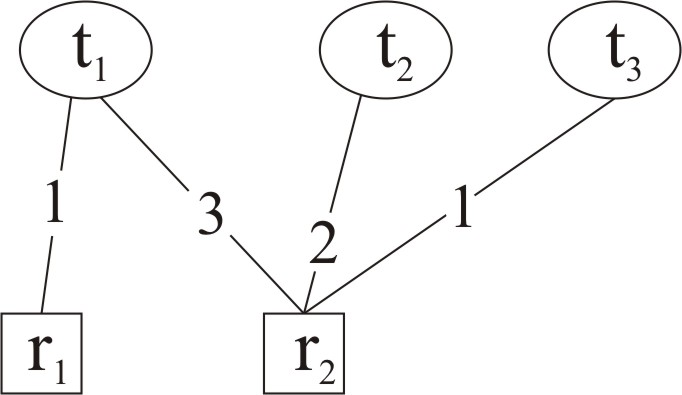 t₁ t₂ t₃
1 3 2 1
r₁ r₂